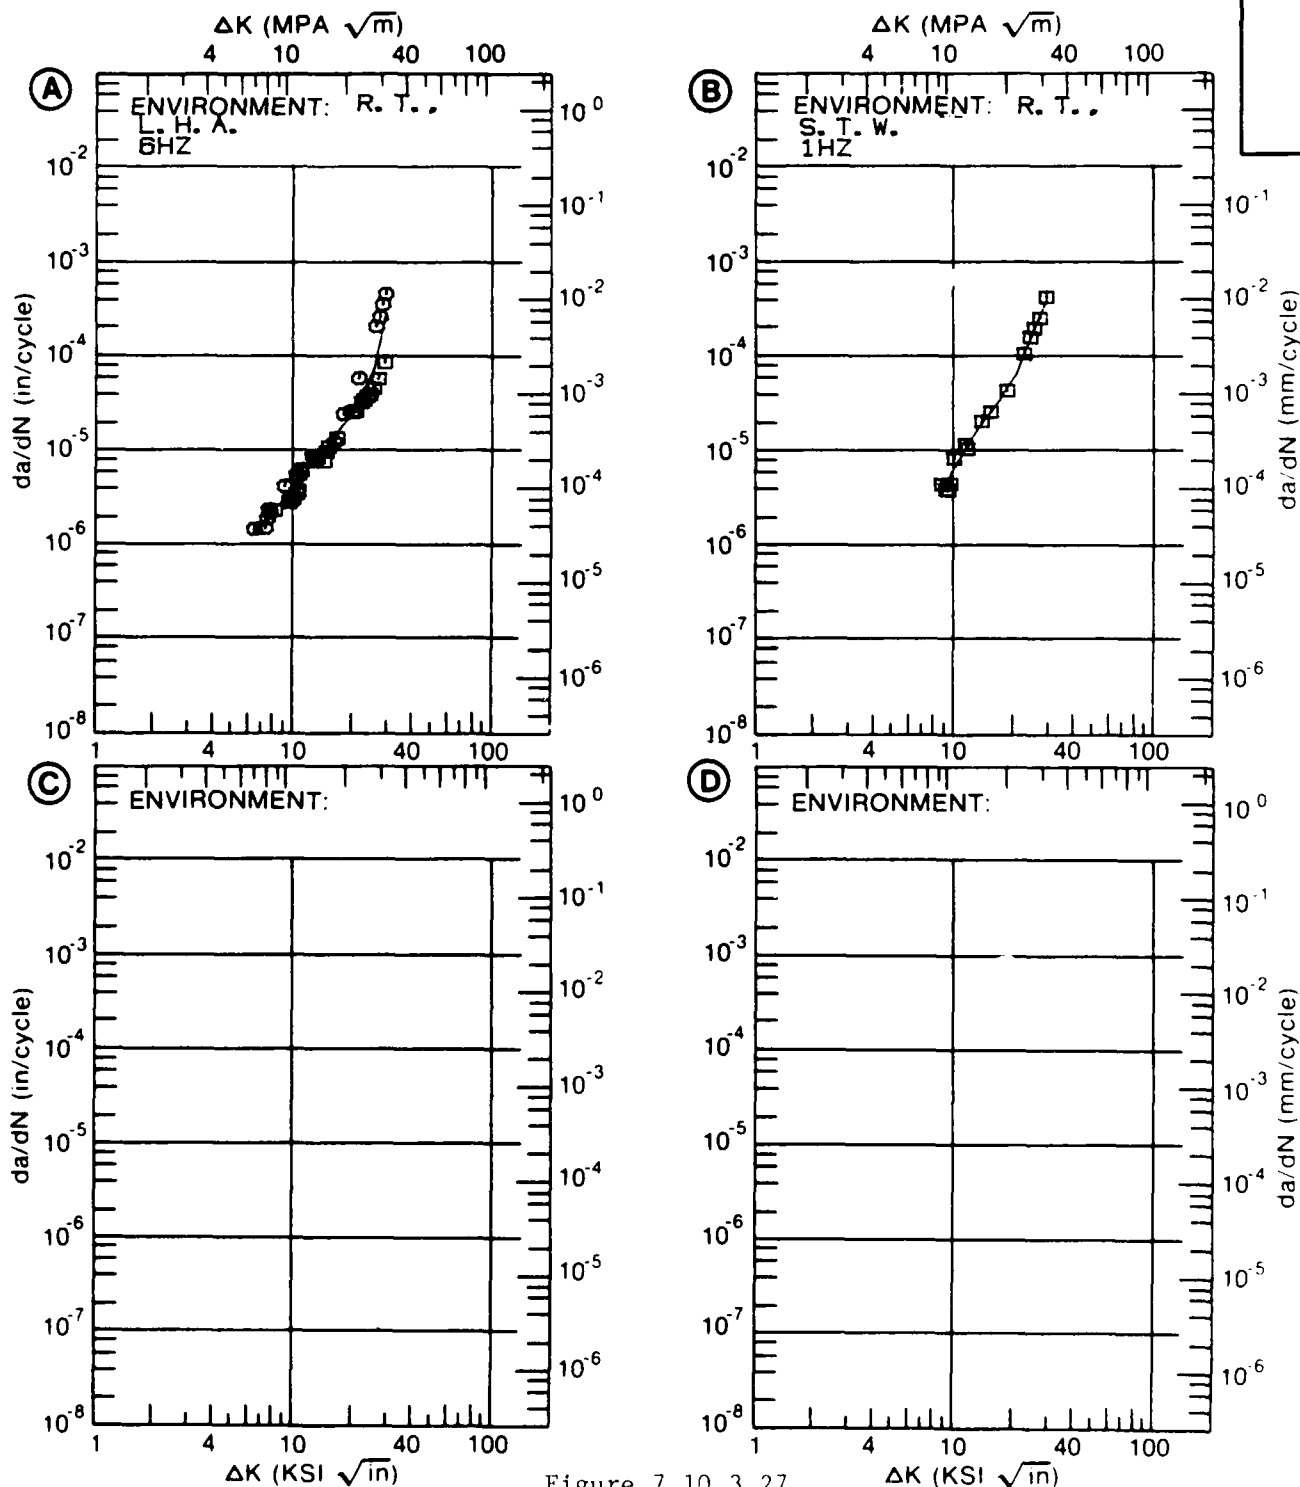 ΔK (MPA √m)
4 10 40 100
A
ENVIRONMENT: R. T.,
L. H. A.
6HZ
10⁰
10⁻¹
10⁻²
10⁻³
10⁻⁴
10⁻⁵
10⁻⁶
da/dN (in/cycle)
10⁻²
10⁻³
10⁻⁴
10⁻⁵
10⁻⁶
10⁻⁷
10⁻⁸
1 4 10 40 100
ΔK (MPA √m)
4 10 40 100
B
ENVIRONMENT: R. T.,
S. T. W.
1HZ
10⁻²
10⁻³
10⁻⁴
10⁻⁵
10⁻⁶
10⁻⁷
10⁻⁸
10⁻¹
10⁻²
10⁻³
10⁻⁴
10⁻⁵
10⁻⁶
da/dN (mm/cycle)
1 4 10 40 100
C
ENVIRONMENT:
da/dN (in/cycle)
10⁻²
10⁻³
10⁻⁴
10⁻⁵
10⁻⁶
10⁻⁷
10⁻⁸
10⁰
10⁻¹
10⁻²
10⁻³
10⁻⁴
10⁻⁵
10⁻⁶
1 4 10 40 100
ΔK (KSI √in)
D
ENVIRONMENT:
10⁻²
10⁻³
10⁻⁴
10⁻⁵
10⁻⁶
10⁻⁷
10⁻⁸
10⁰
10⁻¹
10⁻²
10⁻³
10⁻⁴
10⁻⁵
10⁻⁶
da/dN (mm/cycle)
1 4 10 40 100
ΔK (KSI √in)
Figure 7.10.3.27